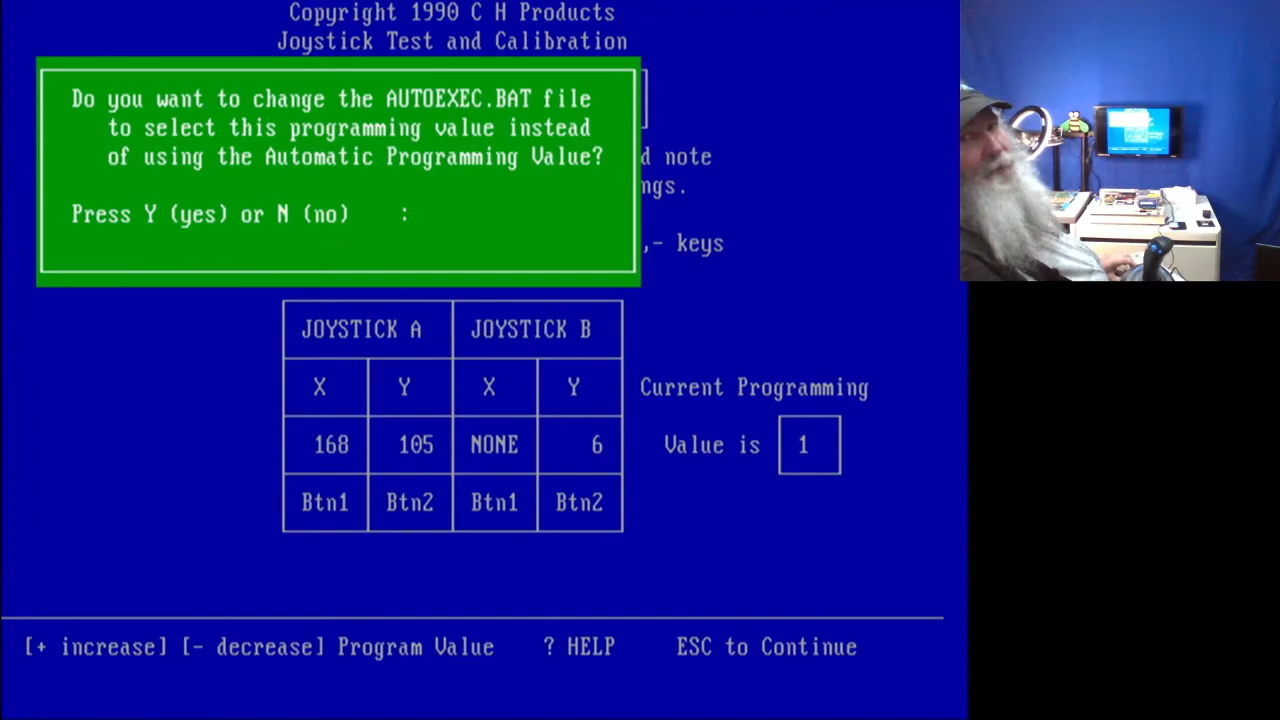 Copyright 1990 C H Products
Joystick Test and Calibration
Do you want to change the AUTOEXEC.BAT file
to select this programming value instead
of using the Automatic Programming Value?
d note
ngs.
Press Y (yes) or N (no) :
,- keys
JOYSTICK A JOYSTICK B
X Y X Y
Current Programming
168 105 NONE 6
Value is 1
Btn1 Btn2 Btn1 Btn2
[+ increase] [- decrease] Program Value ? HELP ESC to Continue